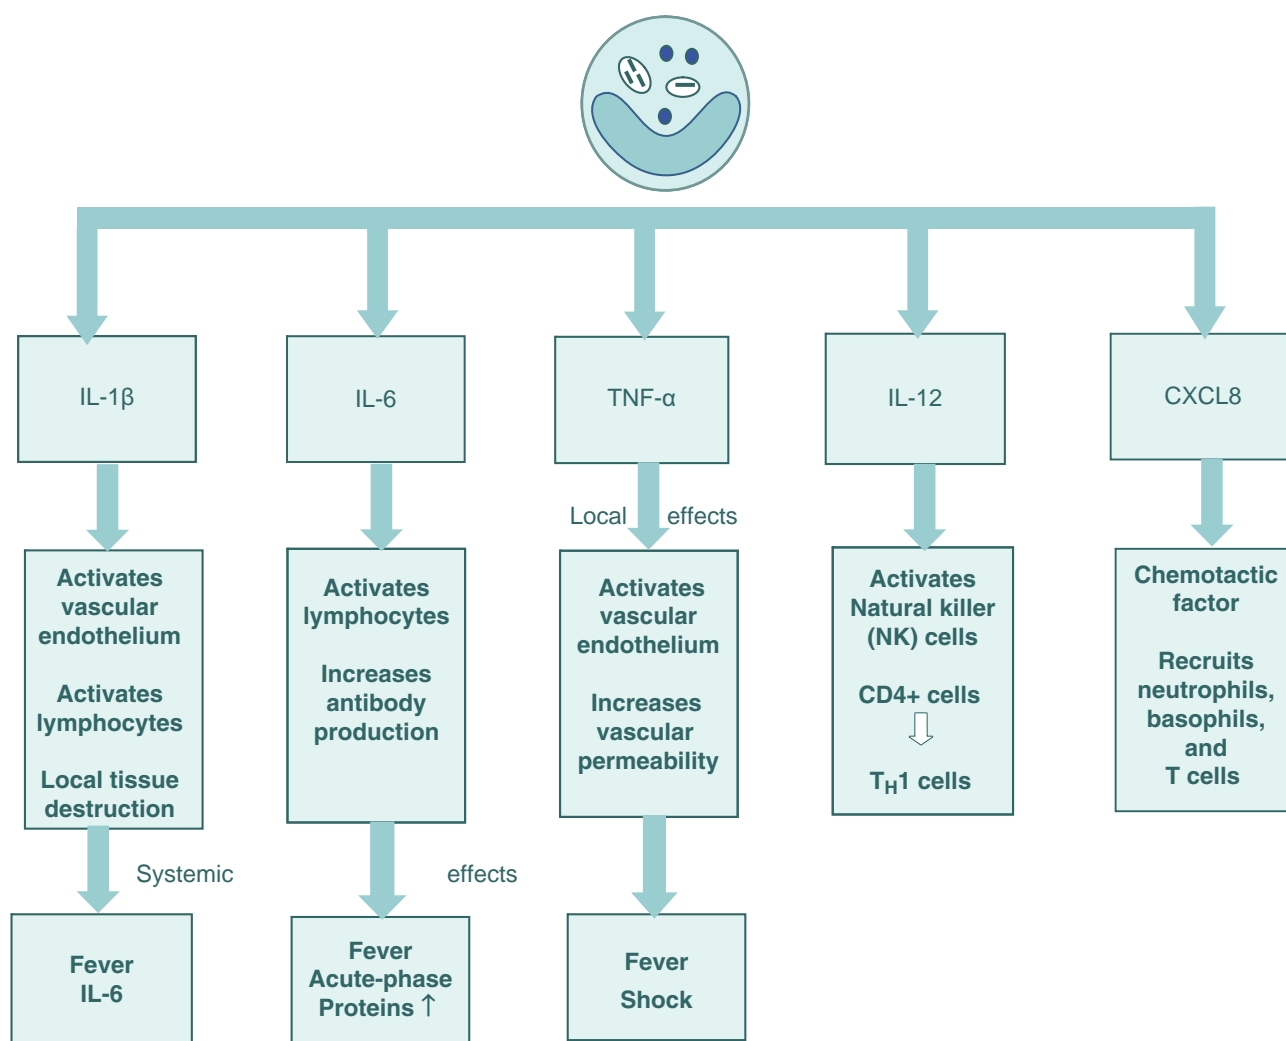 IL-1β
IL-6
TNF-α
IL-12
CXCL8
Local effects
Activates
vascular
endothelium
Activates
lymphocytes
Local tissue
destruction
Activates
lymphocytes
Increases
antibody
production
Activates
vascular
endothelium
Increases
vascular
permeability
Activates
Natural killer
(NK) cells
CD4+ cells
TH1 cells
Chemotactic
factor
Recruits
neutrophils,
basophils,
and
T cells
Systemic effects
Fever
IL-6
Fever
Acute-phase
Proteins ↑
Fever
Shock